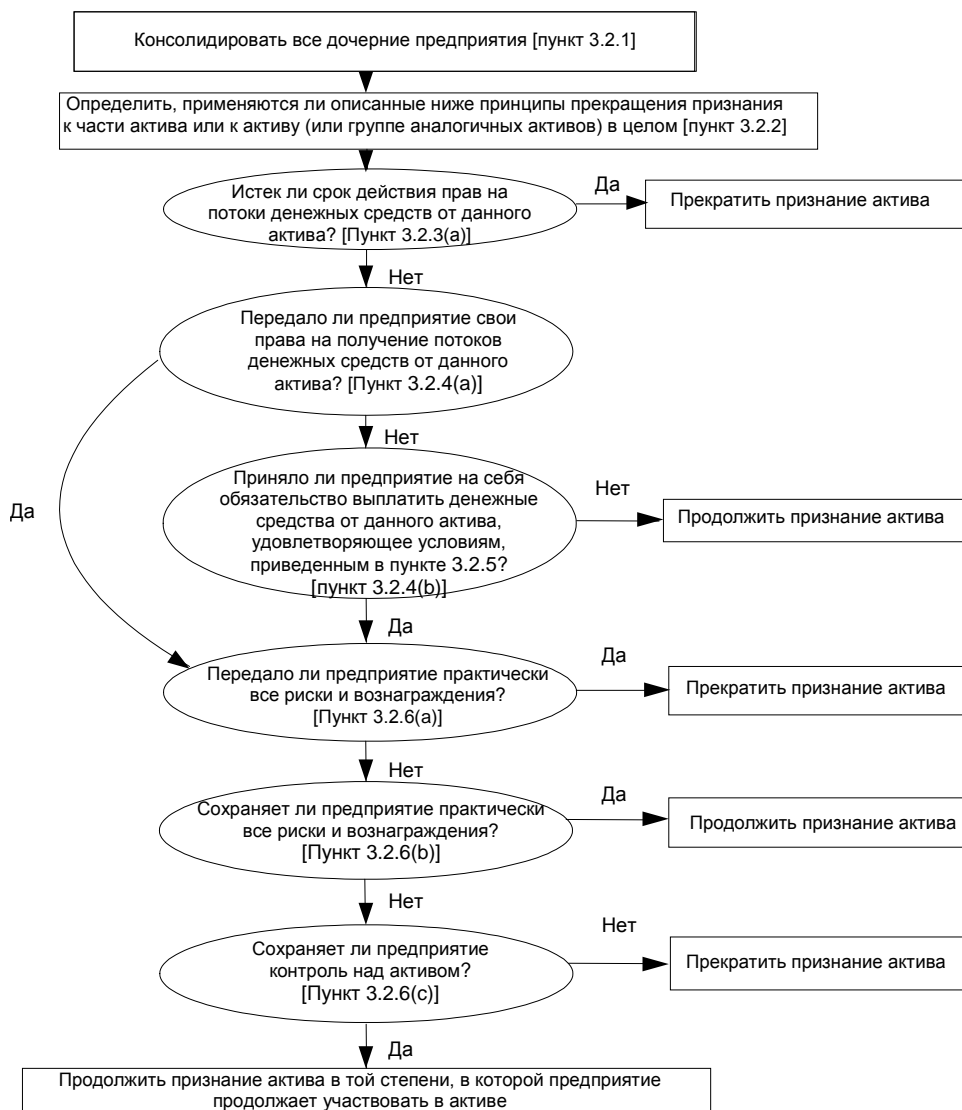 Консолидировать все дочерние предприятия [пункт 3.2.1]
Определить, применяются ли описанные ниже принципы прекращения признания
к части актива или к активу (или группе аналогичных активов) в целом [пункт 3.2.2]
Истек ли срок действия прав на
потоки денежных средств от данного
актива? [Пункт 3.2.3(a)]
Да
Прекратить признание актива
Нет
Передало ли предприятие свои
права на получение потоков
денежных средств от данного
актива? [Пункт 3.2.4(a)]
Да
Нет
Приняло ли предприятие на себя
обязательство выплатить денежные
средства от данного актива,
удовлетворяющее условиям,
приведенным в пункте 3.2.5?
[пункт 3.2.4(b)]
Нет
Продолжить признание актива
Да
Передало ли предприятие практически
все риски и вознаграждения?
[Пункт 3.2.6(a)]
Да
Прекратить признание актива
Нет
Сохраняет ли предприятие практически
все риски и вознаграждения?
[Пункт 3.2.6(b)]
Да
Продолжить признание актива
Нет
Сохраняет ли предприятие
контроль над активом?
[Пункт 3.2.6(c)]
Нет
Прекратить признание актива
Да
Продолжить признание актива в той степени, в которой предприятие
продолжает участвовать в активе